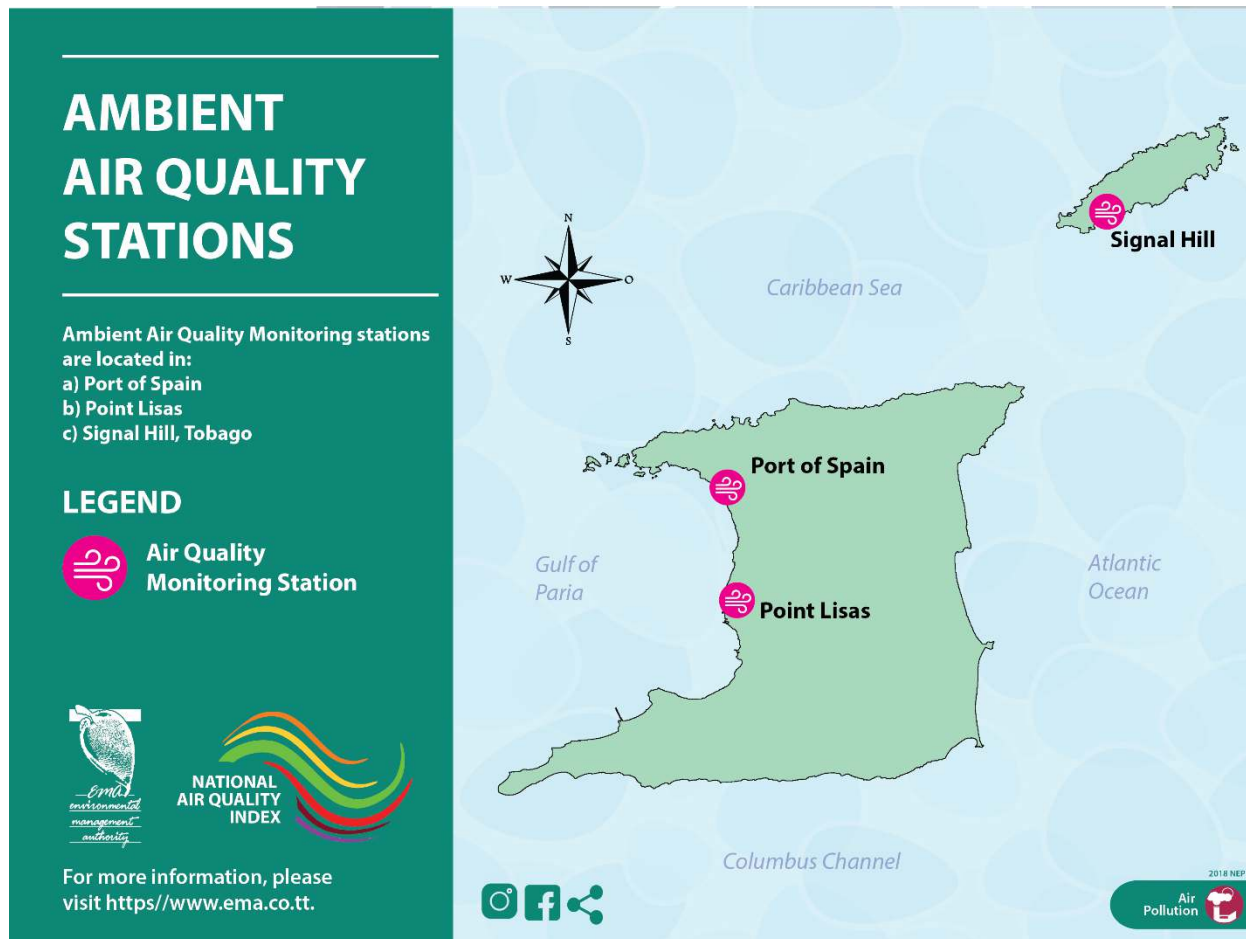 AMBIENT
AIR QUALITY
STATIONS
Ambient Air Quality Monitoring stations
are located in:
a) Port of Spain
b) Point Lisas
c) Signal Hill, Tobago
LEGEND
Air Quality
Monitoring Station
EMA
environmental
management
authority
NATIONAL
AIR QUALITY
INDEX
For more information, please
visit https//www.ema.co.tt.
N
W
O
S
Caribbean Sea
Signal Hill
Port of Spain
Gulf of
Paria
Point Lisas
Atlantic
Ocean
Columbus Channel
2018 NEP
Air
Pollution